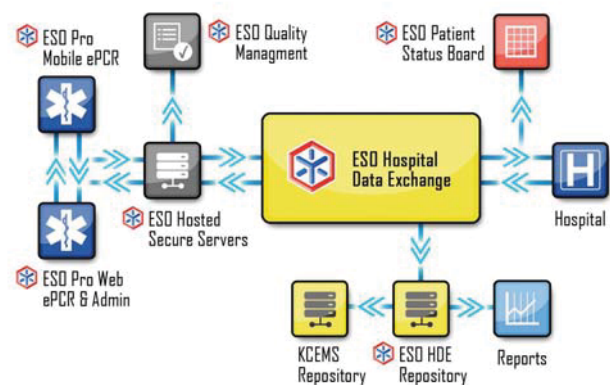 ESO Pro
Mobile ePCR
ESO Quality
Managment
ESO Patient
Status Board
ESO Hospital
Data Exchange
H
Hospital
ESO Hosted
Secure Servers
ESO Pro Web
ePCR & Admin
KCEMS
Repository
ESO HDE
Repository
Reports